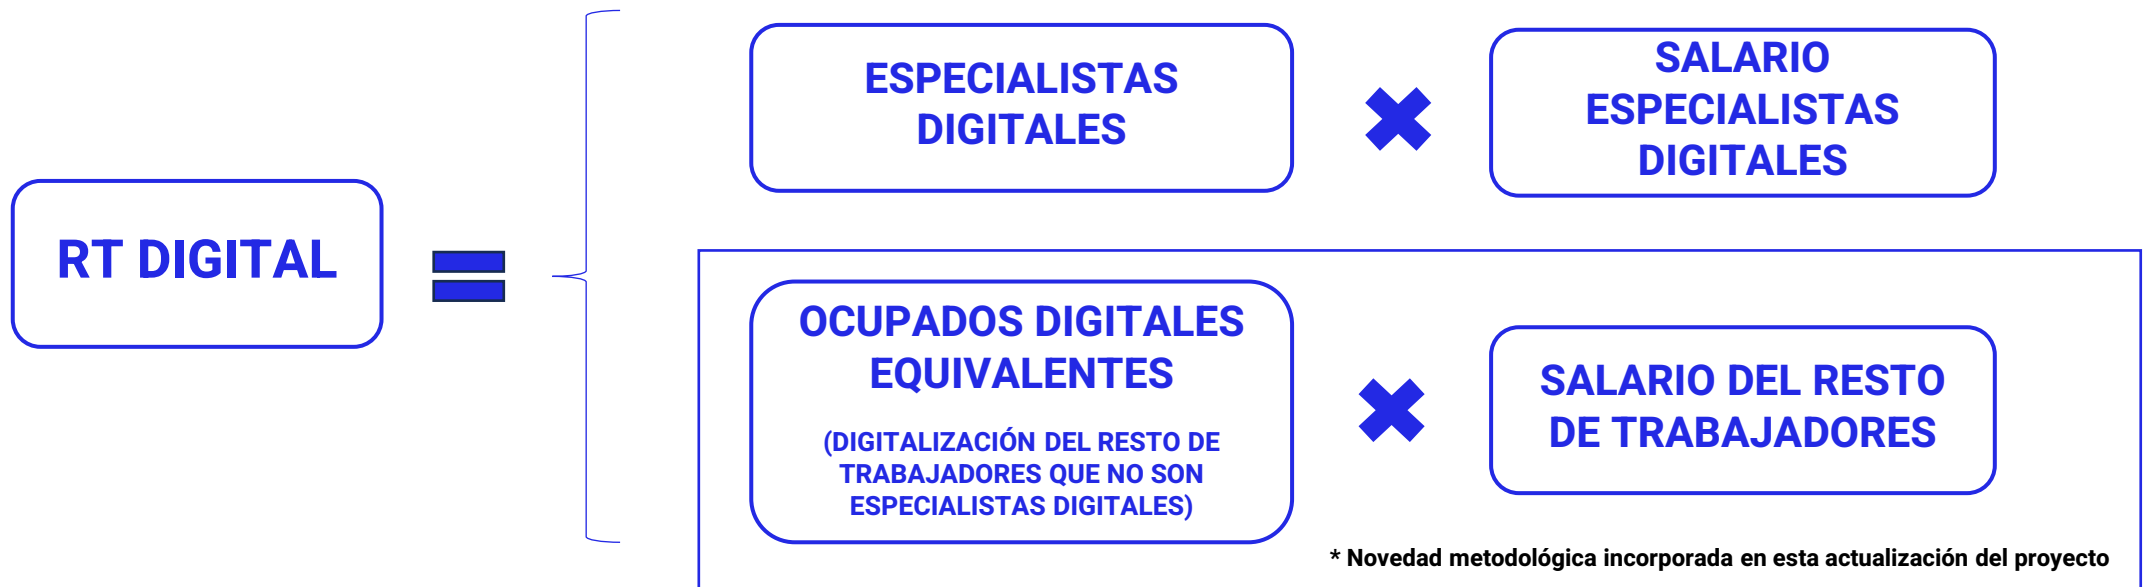 RT DIGITAL
ESPECIALISTAS
DIGITALES
SALARIO
ESPECIALISTAS
DIGITALES
OCUPADOS DIGITALES
EQUIVALENTES
(DIGITALIZACIÓN DEL RESTO DE
TRABAJADORES QUE NO SON
ESPECIALISTAS DIGITALES)
SALARIO DEL RESTO
DE TRABAJADORES
* Novedad metodológica incorporada en esta actualización del proyecto